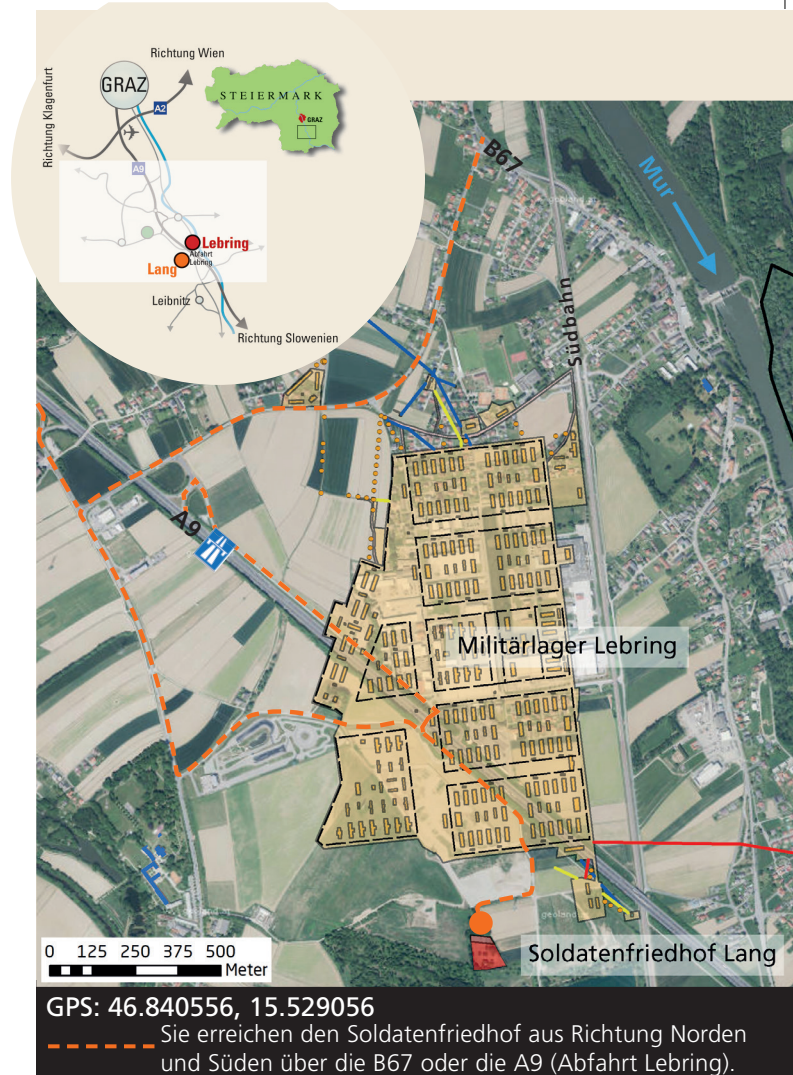 Richtung Wien
GRAZ
Richtung Klagenfurt
A2
STEIERMARK
GRAZ
A9
Lebring
Abfahrt
Lebring
Lang
Leibnitz
Richtung Slowenien
B67
Mur
Südbahn
A9
Militärlager Lebring
Soldatenfriedhof Lang
0 125 250 375 500
Meter
GPS: 46.840556, 15.529056
Sie erreichen den Soldatenfriedhof aus Richtung Norden
und Süden über die B67 oder die A9 (Abfahrt Lebring).